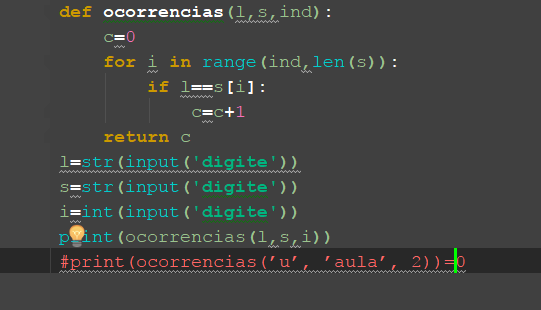 def ocorrencias(l,s,ind):
    c=0
    for i in range(ind,len(s)):
        if l==s[i]:
            c=c+1
    return c
l=str(input('digite'))
s=str(input('digite'))
i=int(input('digite'))
print(ocorrencias(l,s,i))
#print(ocorrencias(’u’, ’aula’, 2))=0